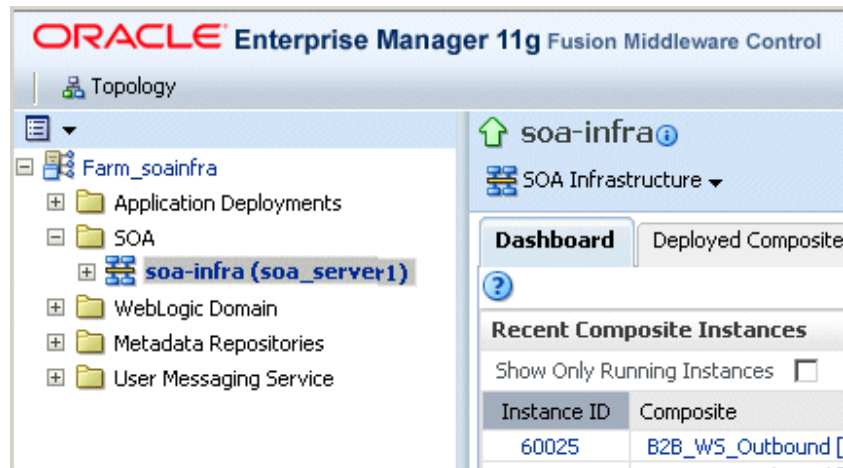 ORACLE Enterprise Manager 11g Fusion Middleware Control
Topology
Farm_soainfra
Application Deployments
SOA
soa-infra (soa_server1)
WebLogic Domain
Metadata Repositories
User Messaging Service
soa-infra
SOA Infrastructure
Dashboard Deployed Composite
Recent Composite Instances
Show Only Running Instances
Instance ID Composite
60025 B2B_WS_Outbound [